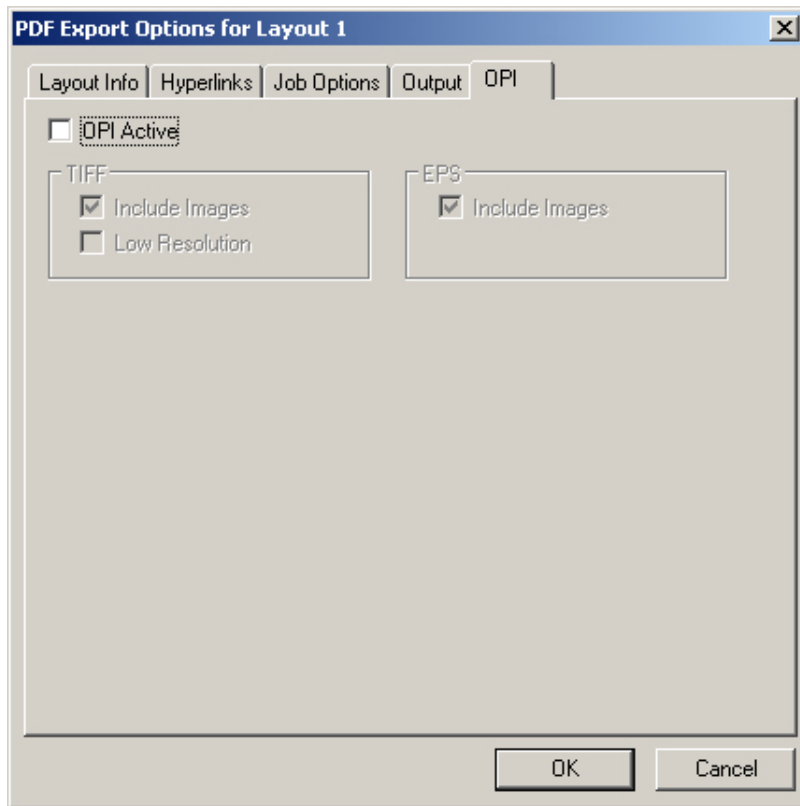 PDF Export Options for Layout 1
Layout Info Hyperlinks Job Options Output OPI
OPI Active
TIFF EPS
Include Images Include Images
Low Resolution
OK Cancel